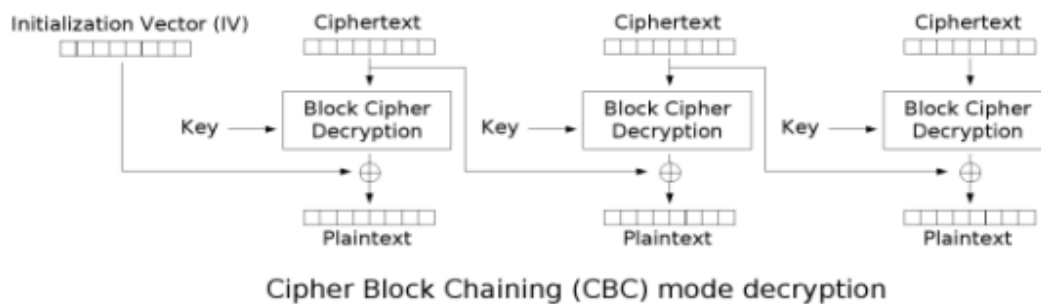 Initialization Vector (IV)
Ciphertext
Ciphertext
Ciphertext
Key
Block Cipher
Decryption
Key
Block Cipher
Decryption
Key
Block Cipher
Decryption
Plaintext
Plaintext
Plaintext
Cipher Block Chaining (CBC) mode decryption